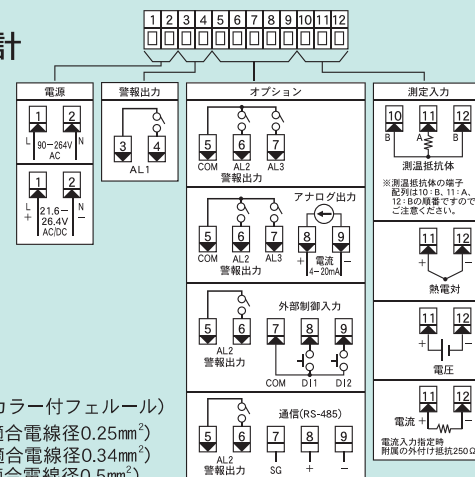 計
1 2 3 4 5 6 7 8 9 10 11 12
電源
1 2
L 90-264V N
AC
1 2
L N
+ 21.6- −
26.4V
AC/DC
警報出力
3 4
AL1
オプション
5 6 7
COM AL2 AL3
警報出力
アナログ出力
5 6 7 8 9
COM AL2 AL3 + 電流 −
警報出力 4-20mA
外部制御入力
5 6 7 8 9
AL2
警報出力
COM DI1 DI2
通信(RS-485)
5 6 7 8 9
AL2
警報出力
SG + −
測定入力
10 11 12
B A B
測温抵抗体
※測温抵抗体の端子
配列は10:B、11:A、
12:Bの順番ですので
ご注意ください。
11 12
+ −
熱電対
11 12
+ −
電圧
11 12
電流 + −
電流入力指定時
附属の外付け抵抗250Ω
カラー付フェルール)
適合電線径0.25mm²)
適合電線径0.34mm²)
適合電線径0.5mm²)